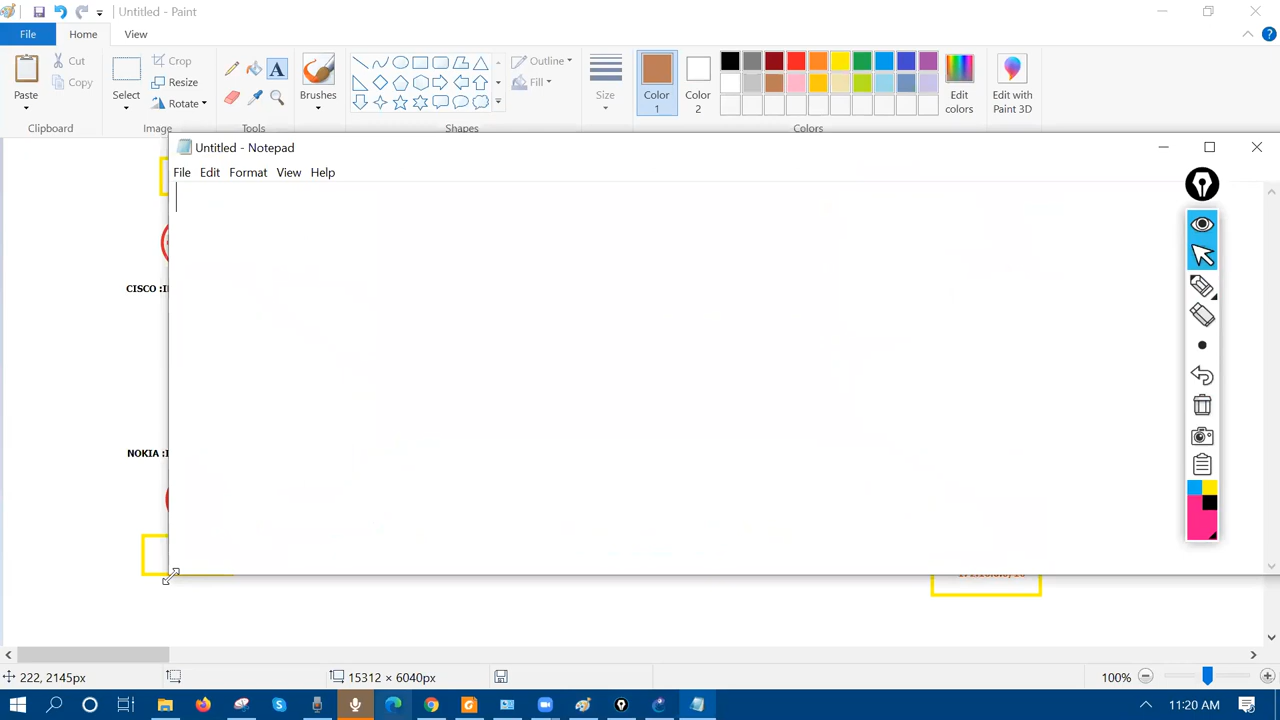 Untitled - Paint
File Home View
Paste
Cut
Copy
Clipboard
Select
Crop
Resize
Rotate
Image
Tools
Brushes
Shapes
Outline
Fill
Size
Color 1
Color 2
Edit colors
Colors
Edit with Paint 3D
Untitled - Notepad
File Edit Format View Help
CISCO
NOKIA
222, 2145px
15312 × 6040px
100%
11:20 AM